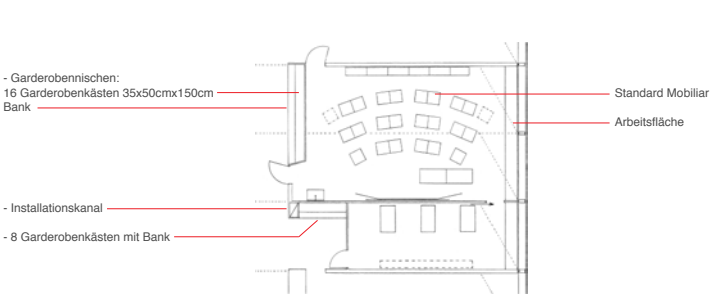 - Garderobennischen:
16 Garderobenkästen 35x50cmx150cm
Bank
- Installationskanal
- 8 Garderobenkästen mit Bank
Standard Mobiliar
Arbeitsfläche